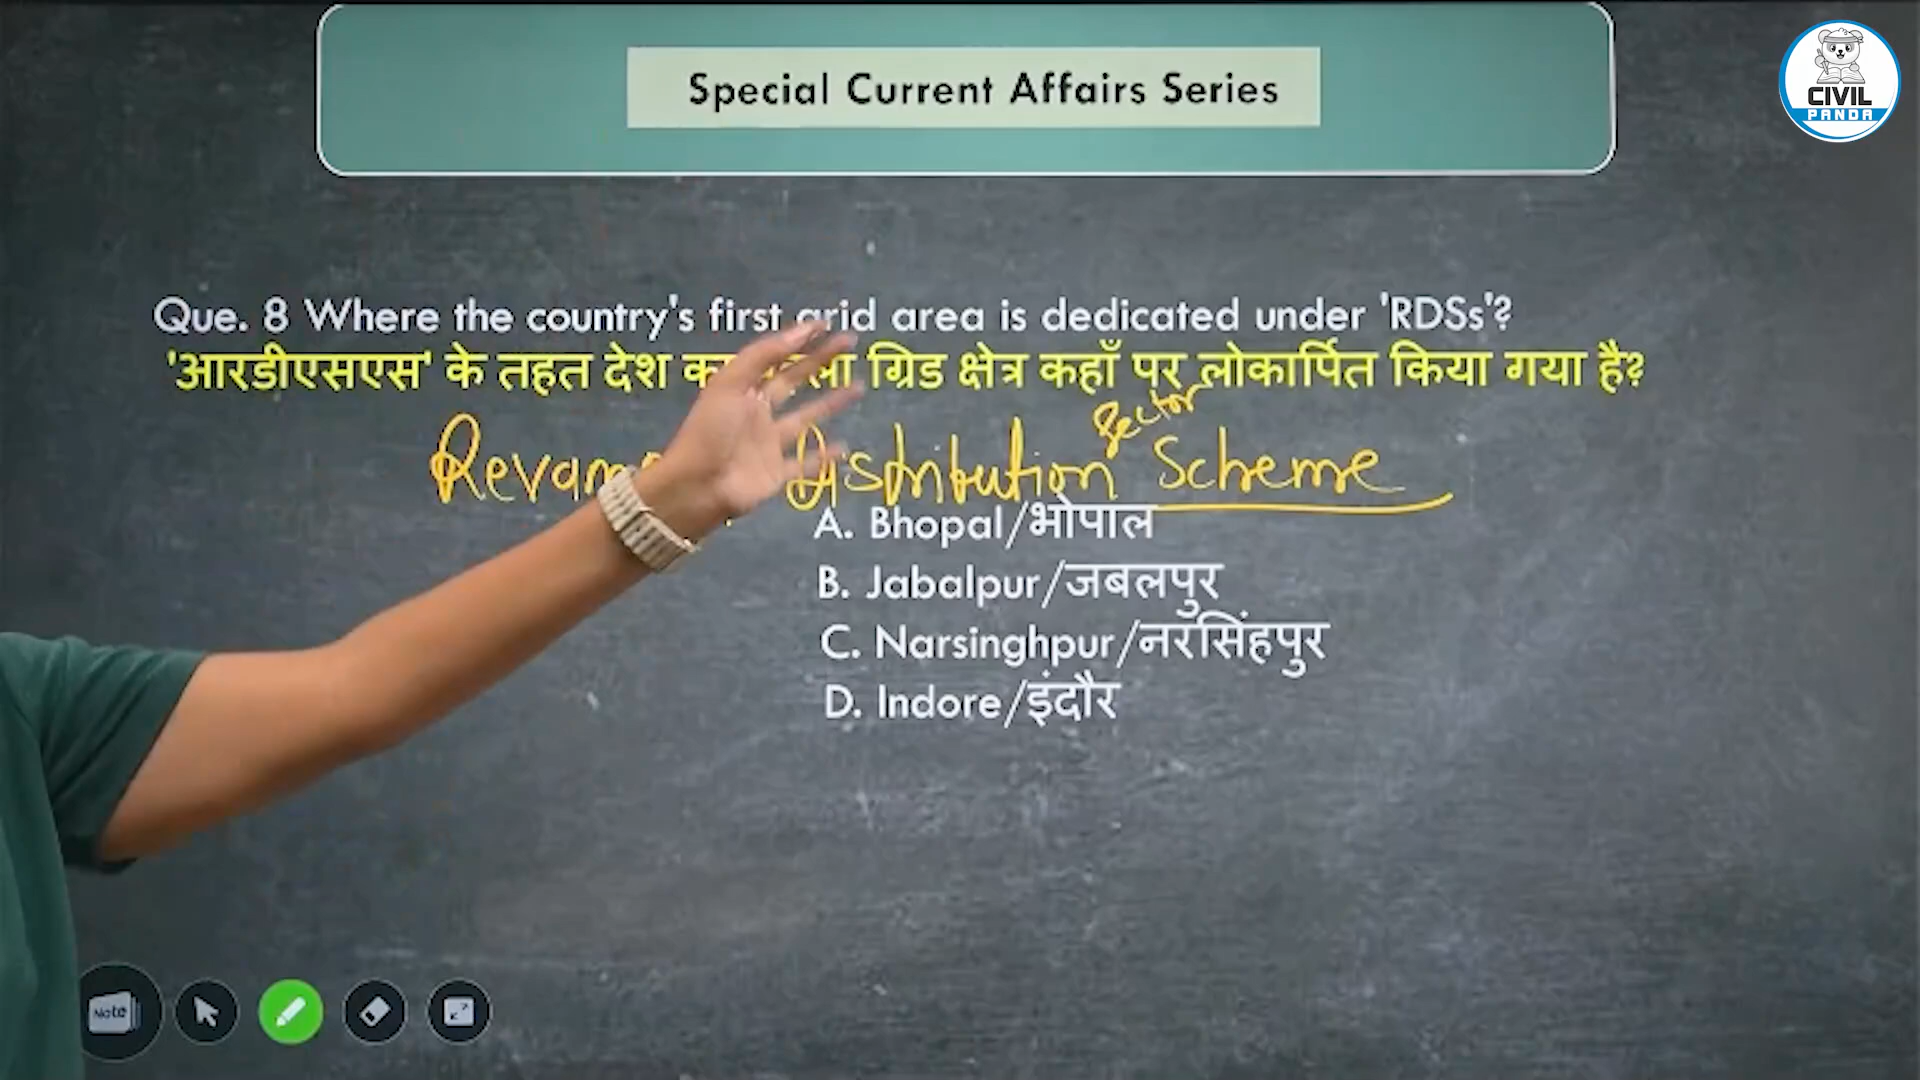 Special Current Affairs Series
CIVIL
PANDA
Que. 8 Where the country's first grid area is dedicated under 'RDSs'?
'आरडीएसएस' के तहत देश ला ग्रिड क्षेत्र कहाँ पर लोकार्पित किया गया है?
Sector
Distribution Scheme
A. Bhopal/भोपाल
B. Jabalpur/जबलपुर
C. Narsinghpur/नरसिंहपुर
D. Indore/इंदौर
Note